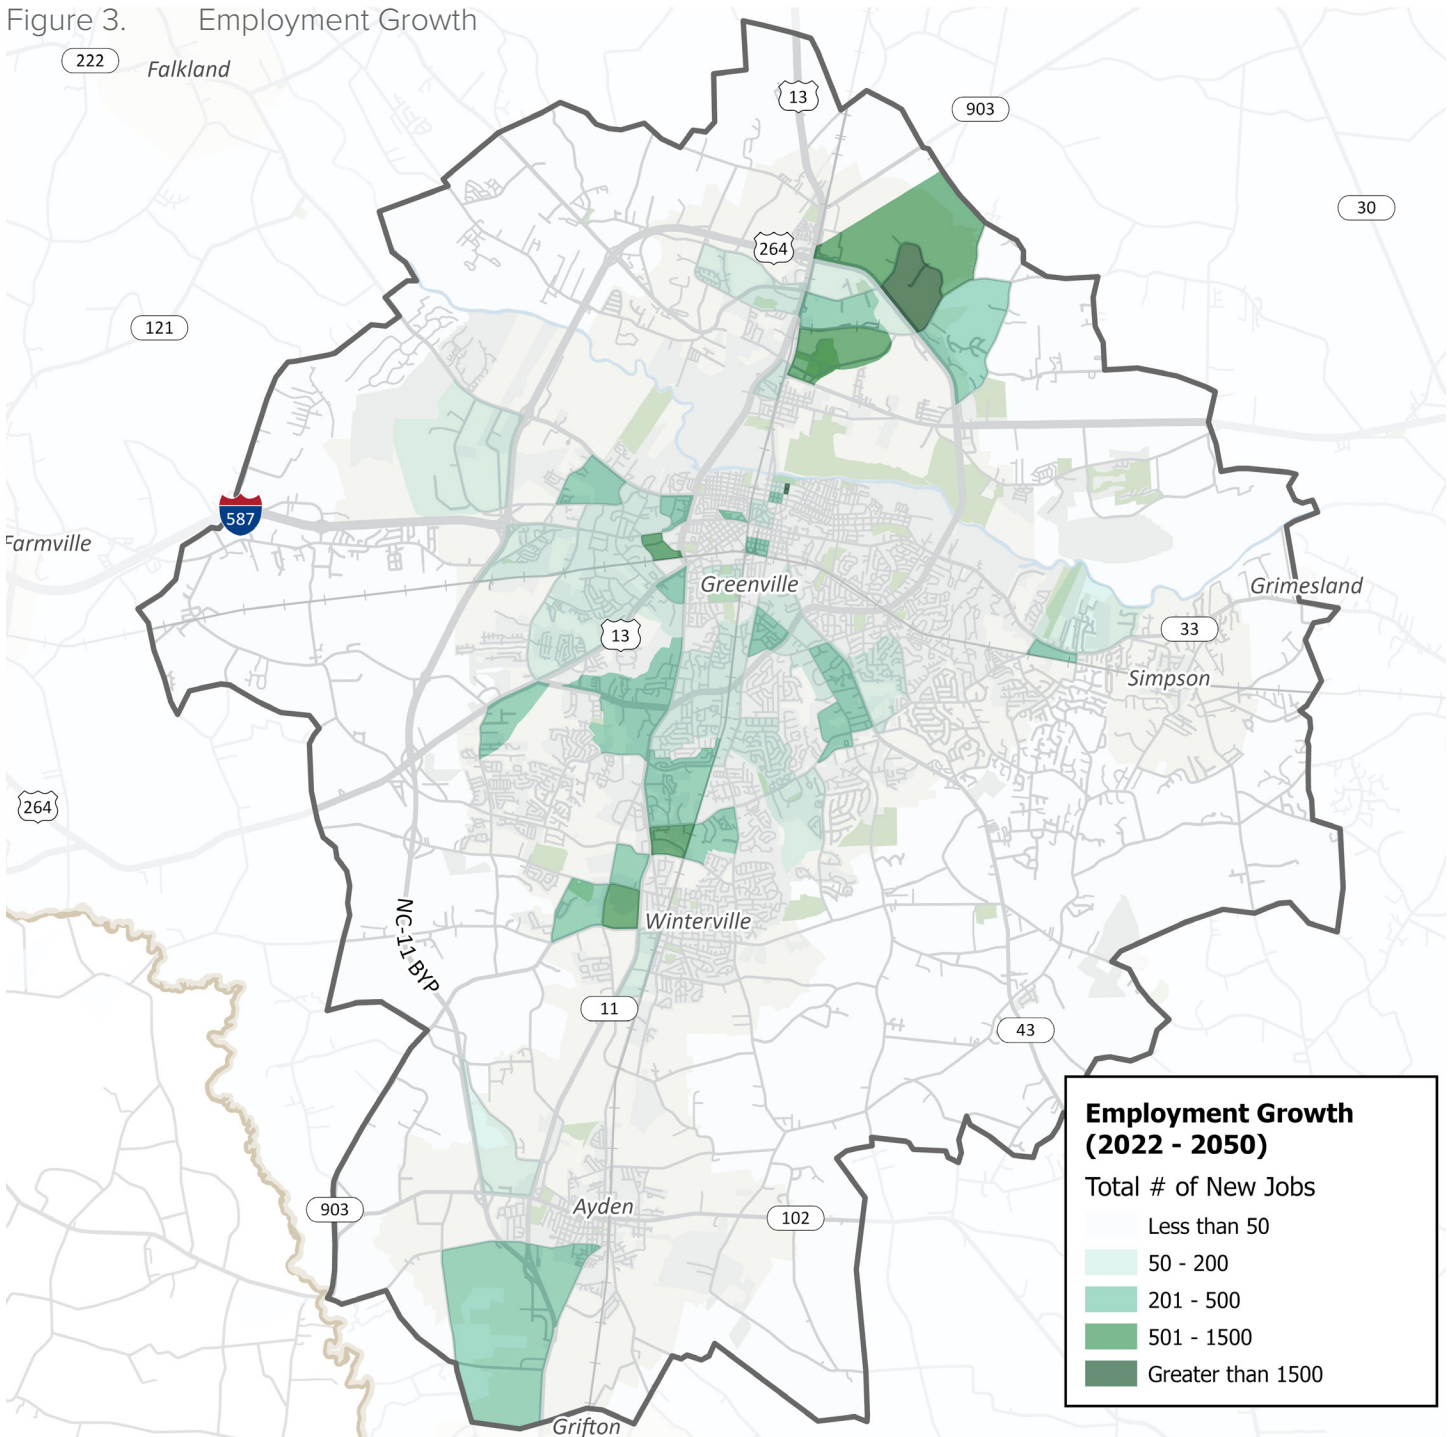 Figure 3. Employment Growth
222
Falkland
13
903
30
264
121
587
Farmville
Greenville
Grimesland
13
33
Simpson
264
NC-11 BYP
Winterville
11
43
903
Ayden
102
Grifton
Employment Growth
(2022 - 2050)
Total # of New Jobs
Less than 50
50 - 200
201 - 500
501 - 1500
Greater than 1500